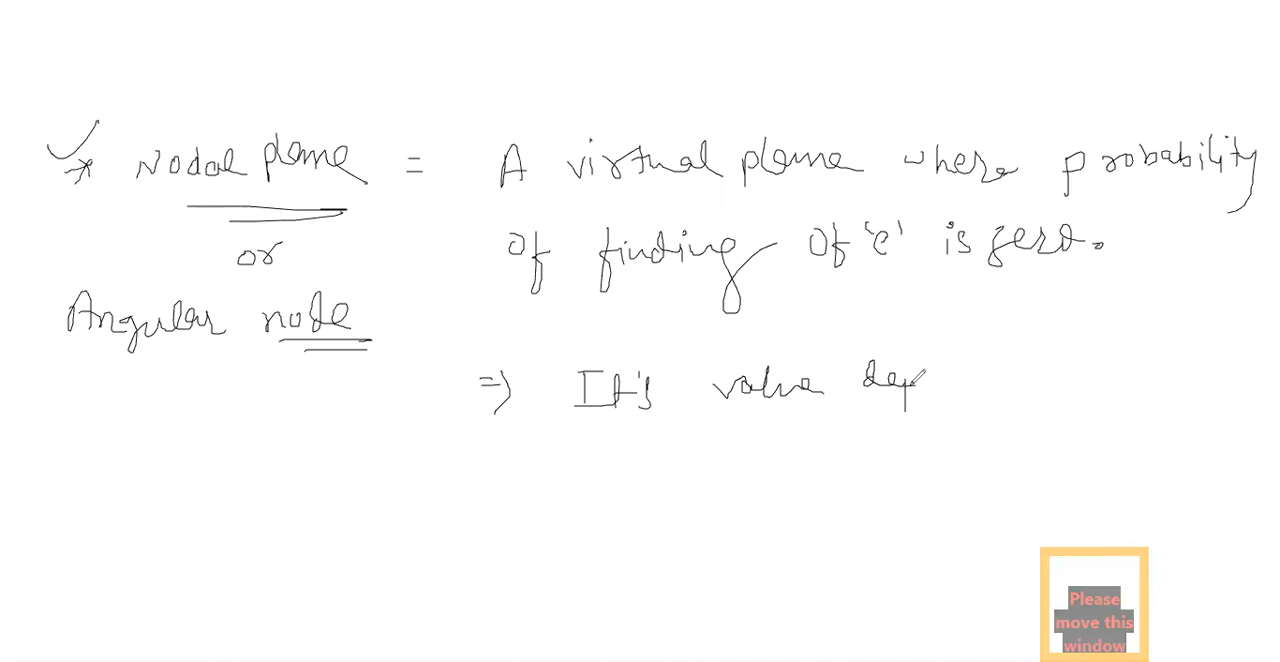 * Nodal plane = A virtual plane where probability
or of finding of 'e' is zero.
Angular node
=> It's value dep
Please
move this
window